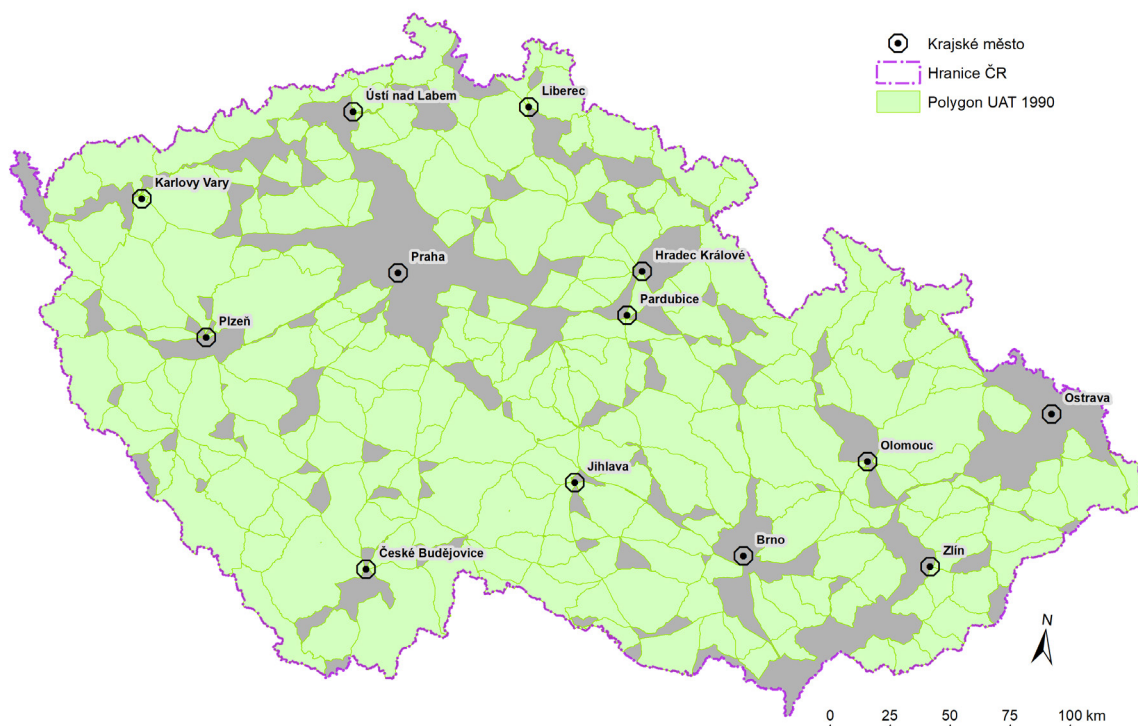 Krajské město
Hranice ČR
Polygon UAT 1990
Ústí nad Labem
Liberec
Karlovy Vary
Praha
Hradec Králové
Pardubice
Plzeň
Ostrava
Olomouc
Jihlava
Brno
Zlín
České Budějovice
N
0 25 50 75 100 km